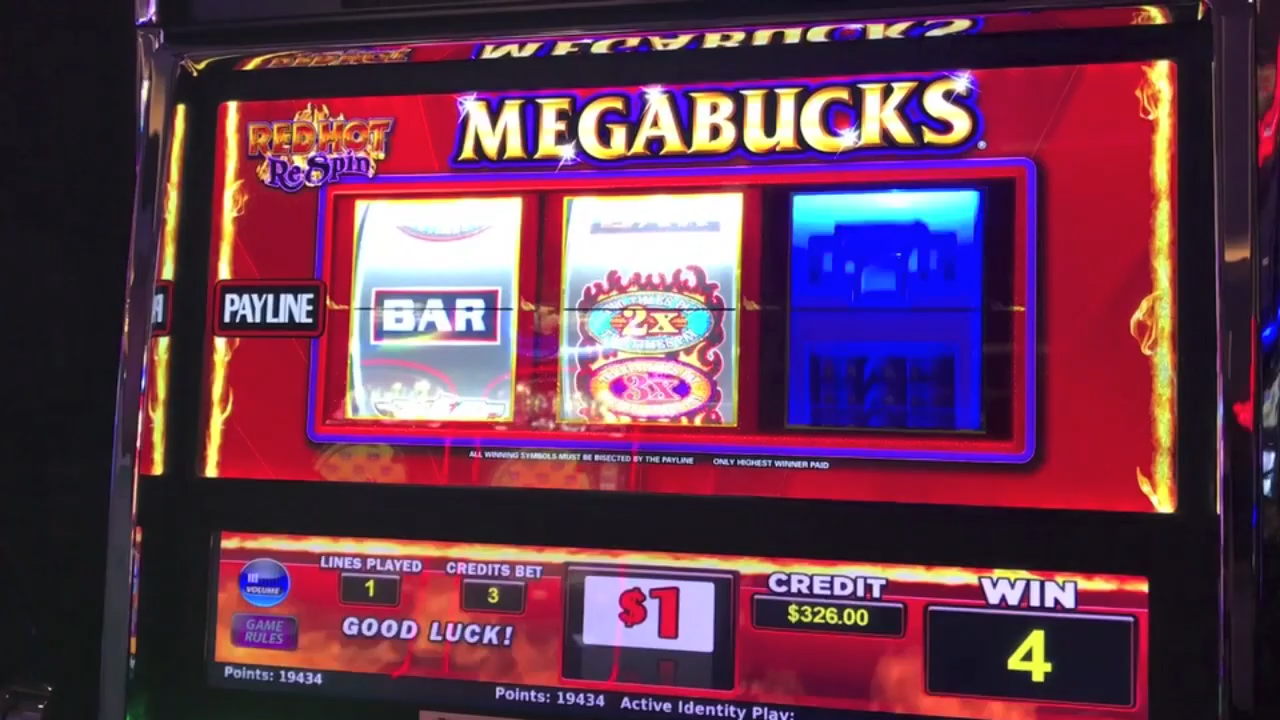 MEGABUCKS
RED HOT
Re-Spin
MEGABUCKS®
PAYLINE
BAR
2x
3x
ALL WINNING SYMBOLS MUST BE BISECTED BY THE PAYLINE ONLY HIGHEST WINNER PAID
VOLUME
LINES PLAYED
1
CREDITS BET
3
$1
CREDIT
$326.00
WIN
4
GAME
RULES
GOOD LUCK!
Points: 19434
Points: 19434 Active Identity Play: